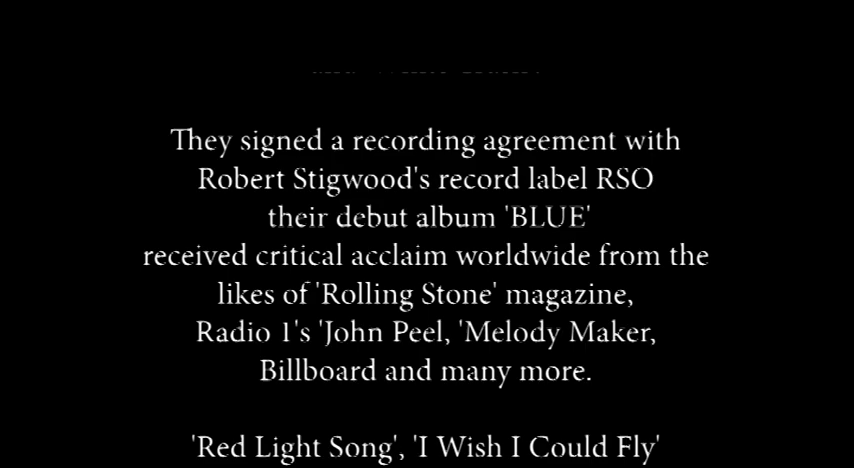 They signed a recording agreement with
Robert Stigwood's record label RSO
their debut album 'BLUE'
received critical acclaim worldwide from the
likes of 'Rolling Stone' magazine,
Radio 1's 'John Peel, 'Melody Maker,
Billboard and many more.
'Red Light Song', 'I Wish I Could Fly'